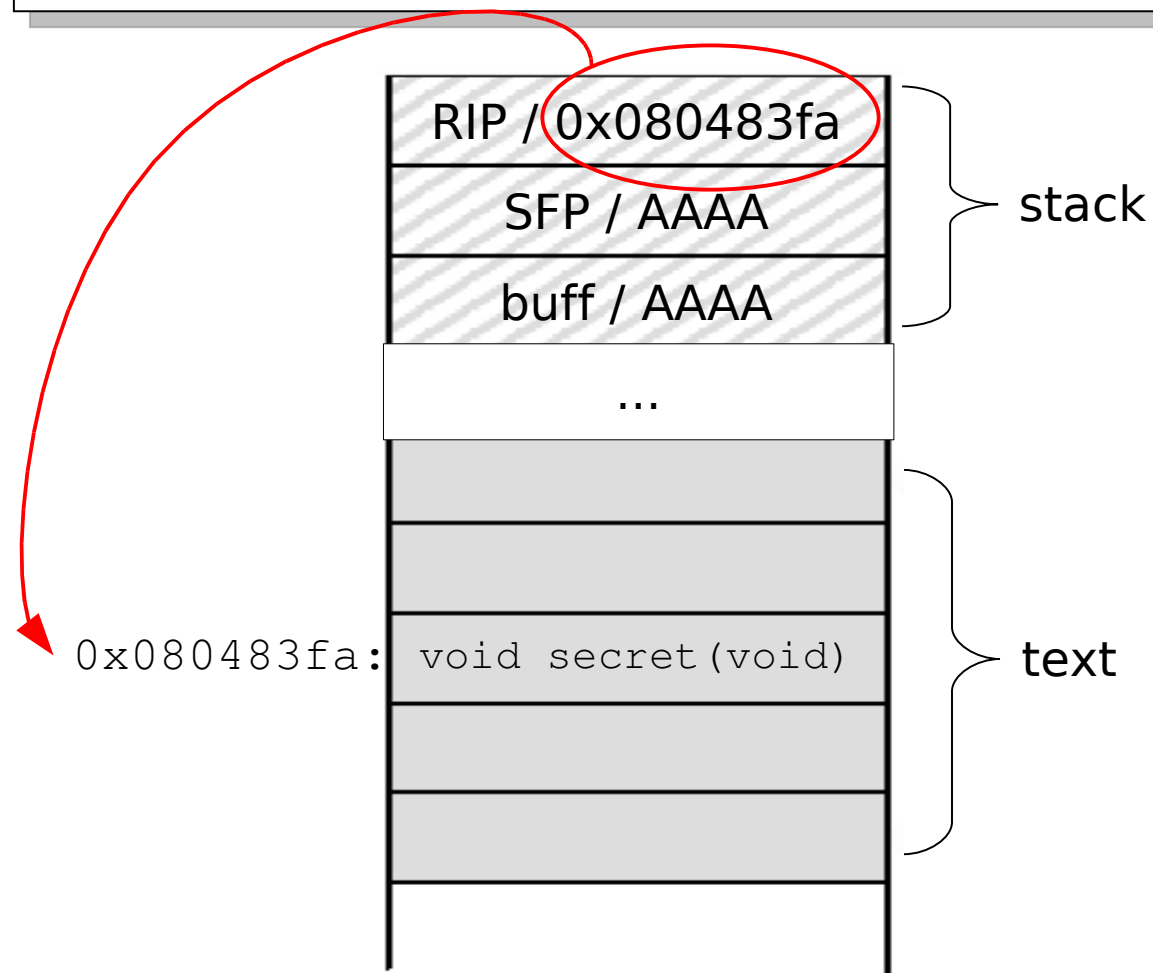 RIP / 0x080483fa
SFP / AAAA
stack
buff / AAAA
...
0x080483fa: void secret(void)
text